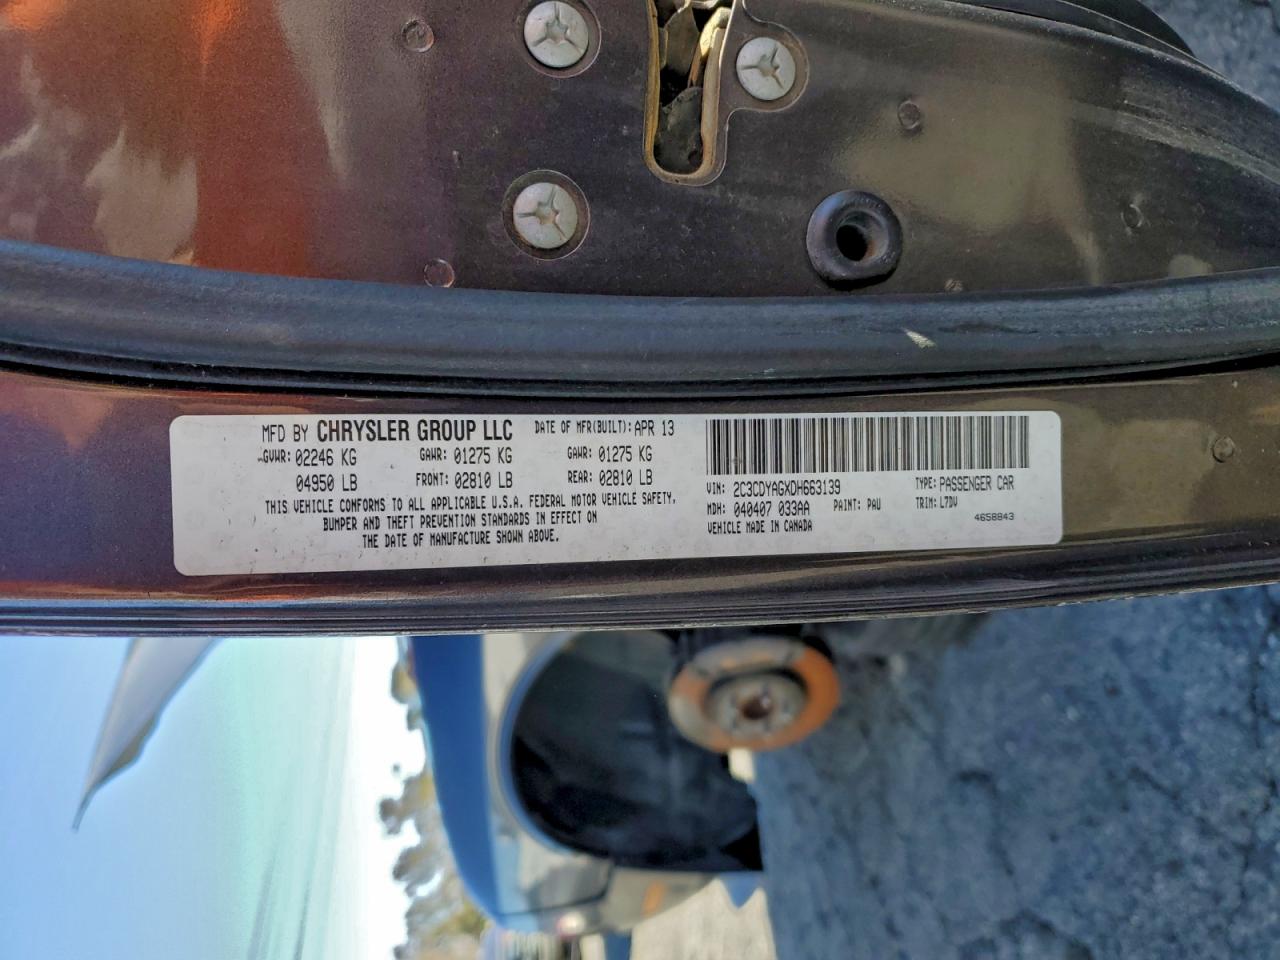 MFD BY CHRYSLER GROUP LLC DATE OF MFR(BUILT): APR 13
GVWR: 02246 KG GAWR: 01275 KG GAWR: 01275 KG
04950 LB FRONT: 02810 LB REAR: 02810 LB
THIS VEHICLE CONFORMS TO ALL APPLICABLE U.S.A. FEDERAL MOTOR VEHICLE SAFETY,
BUMPER AND THEFT PREVENTION STANDARDS IN EFFECT ON
THE DATE OF MANUFACTURE SHOWN ABOVE.
VIN: 2C3CDYAGXDH663139 TYPE: PASSENGER CAR
MDH: 040407 033AA PAINT: PAU TRIM: L7DV
VEHICLE MADE IN CANADA 4658843